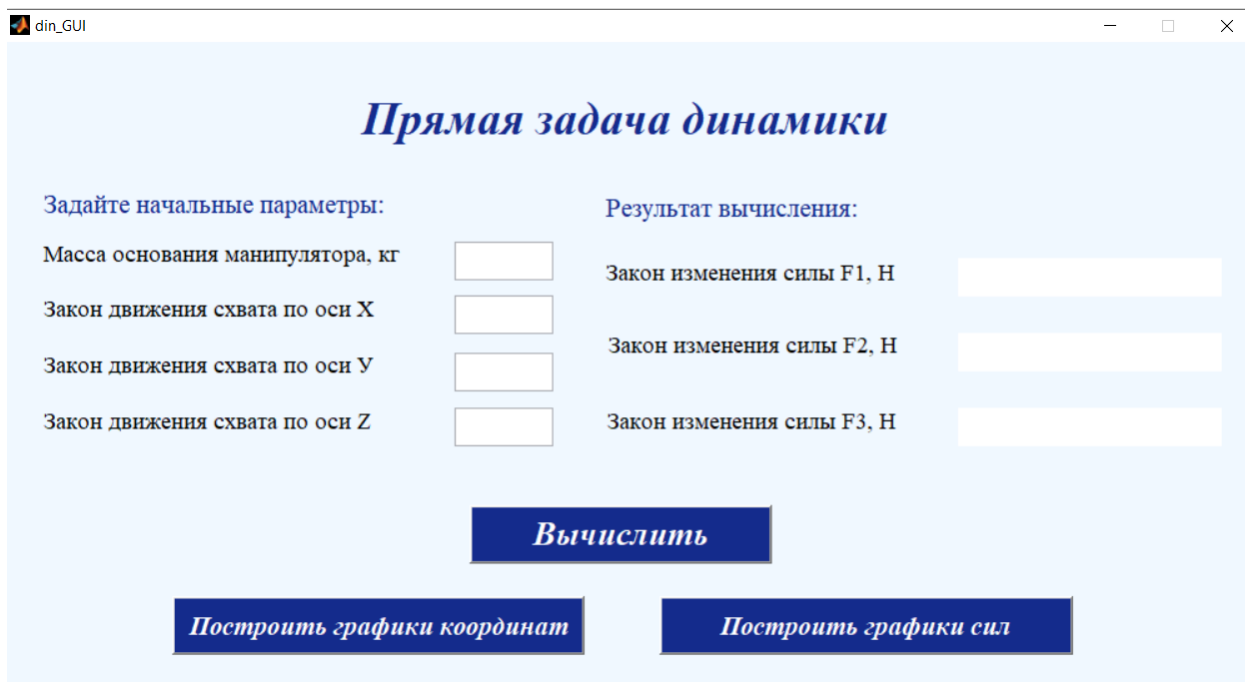 din_GUI
Прямая задача динамики
Задайте начальные параметры:
Масса основания манипулятора, кг
Закон движения схвата по оси X
Закон движения схвата по оси У
Закон движения схвата по оси Z
Результат вычисления:
Закон изменения силы F1, Н
Закон изменения силы F2, Н
Закон изменения силы F3, Н
Вычислить
Построить графики координат
Построить графики сил